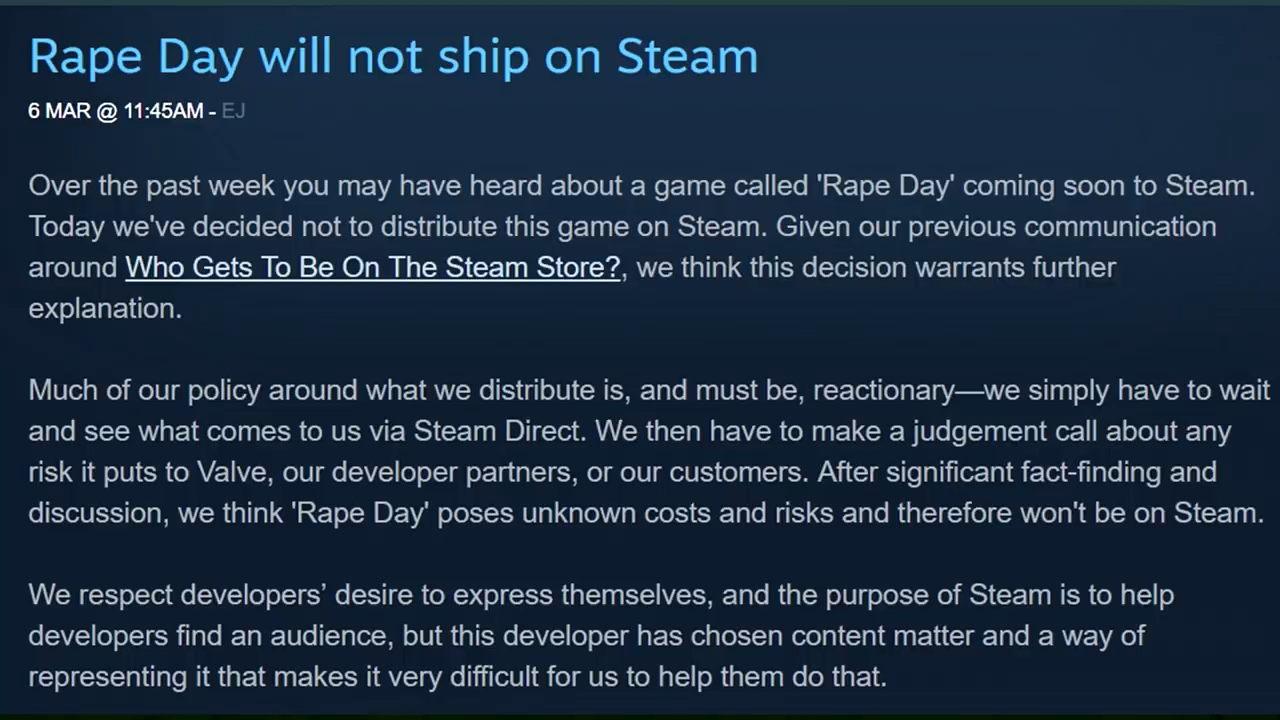 Rape Day will not ship on Steam
6 MAR @ 11:45AM - EJ
Over the past week you may have heard about a game called 'Rape Day' coming soon to Steam.
Today we've decided not to distribute this game on Steam. Given our previous communication
around Who Gets To Be On The Steam Store?, we think this decision warrants further
explanation.
Much of our policy around what we distribute is, and must be, reactionary—we simply have to wait
and see what comes to us via Steam Direct. We then have to make a judgement call about any
risk it puts to Valve, our developer partners, or our customers. After significant fact-finding and
discussion, we think 'Rape Day' poses unknown costs and risks and therefore won't be on Steam.
We respect developers’ desire to express themselves, and the purpose of Steam is to help
developers find an audience, but this developer has chosen content matter and a way of
representing it that makes it very difficult for us to help them do that.